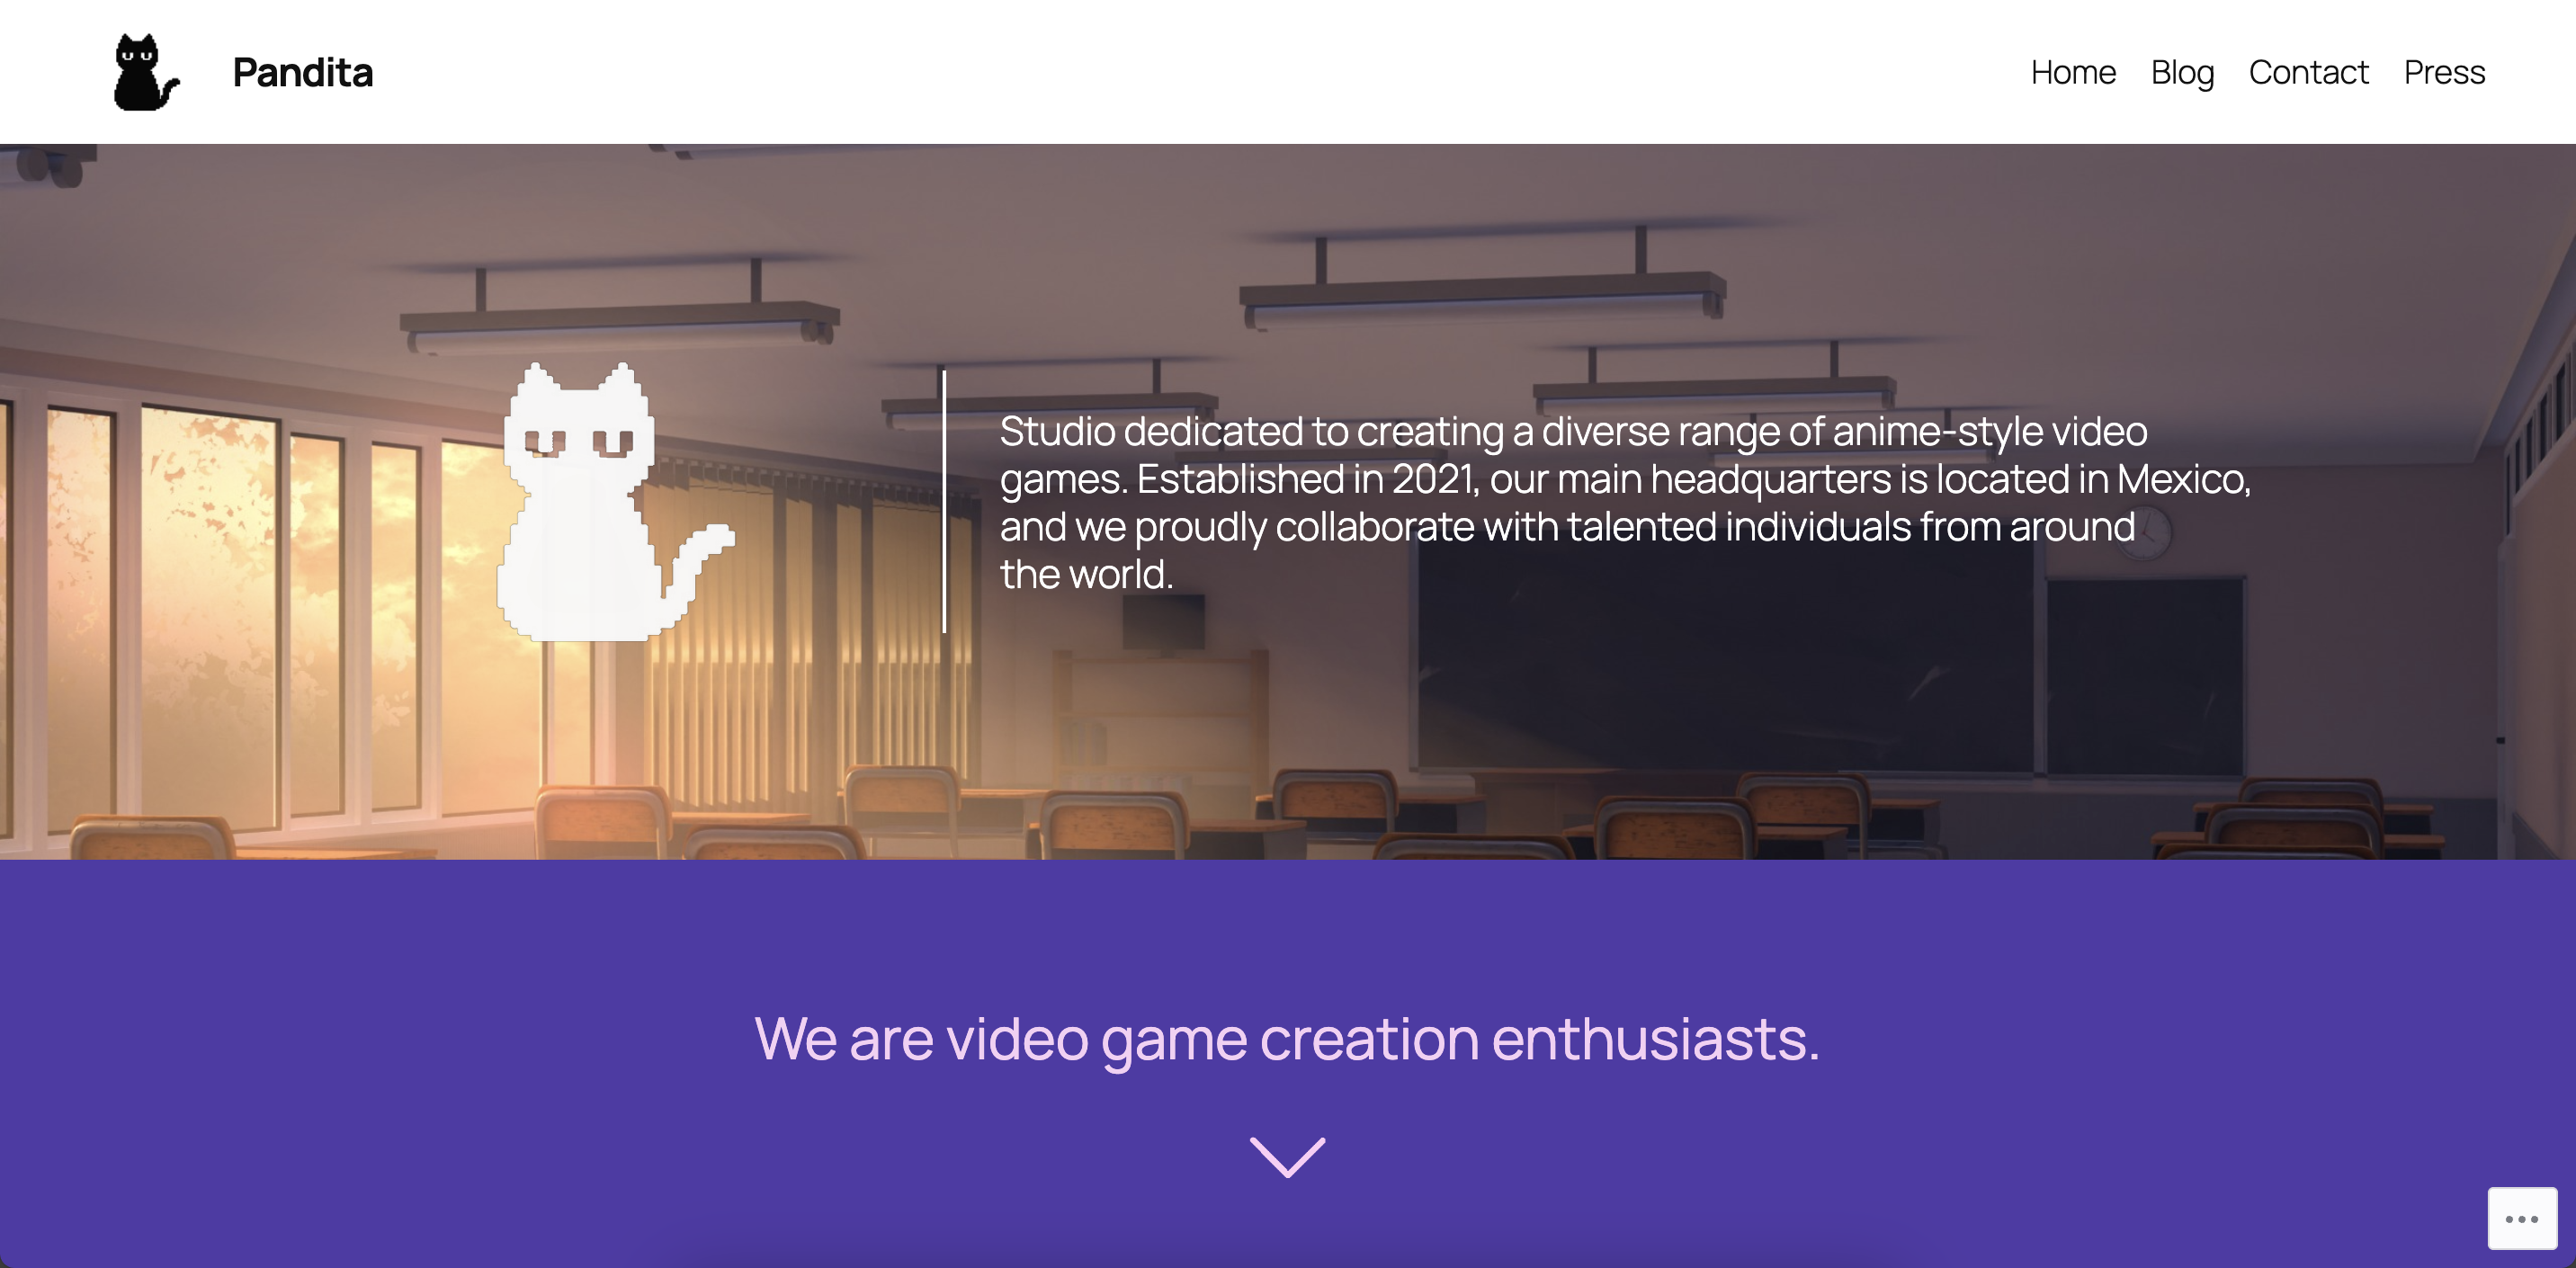 Pandita
Home Blog Contact Press
Studio dedicated to creating a diverse range of anime-style video
games. Established in 2021, our main headquarters is located in Mexico,
and we proudly collaborate with talented individuals from around
the world.
We are video game creation enthusiasts.